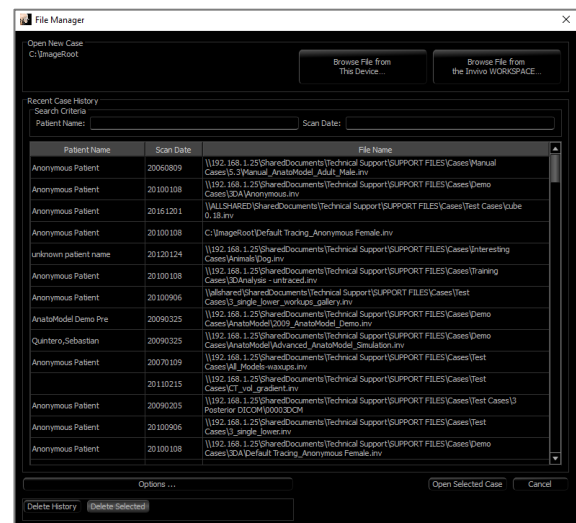 File Manager
Open New Case
C:\ImageRoot
Browse File from
This Device...
Browse File from
the Invivo WORKSPACE...
Recent Case History
Search Criteria
Patient Name:
Scan Date:
Patient Name Scan Date File Name
Anonymous Patient 20060809 \\192.168.1.25\SharedDocuments\Technical Support\SUPPORT FILES\Cases\Manual
Cases\5.3\Manual_AnatoModel_Adult_Male.inv
Anonymous Patient 20100108 \\192.168.1.25\SharedDocuments\Technical Support\SUPPORT FILES\Cases\Demo
Cases\3DA\Anonymous.inv
Anonymous Patient 20161201 \\ALLSHARED\SharedDocuments\Technical Support\SUPPORT FILES\Cases\Test Cases\cube
0.18.inv
Anonymous Patient 20100108 C:\ImageRoot\Default Tracing_Anonymous Female.inv
unknown patient name 20120124 \\192.168.1.25\SharedDocuments\Technical Support\SUPPORT FILES\Cases\Interesting
Cases\Animals\Dog.inv
Anonymous Patient 20100108 \\192.168.1.25\SharedDocuments\Technical Support\SUPPORT FILES\Cases\Training
Cases\3DAnalysis - untraced.inv
Anonymous Patient 20100906 \\allshared\SharedDocuments\Technical Support\SUPPORT FILES\Cases\Test
Cases\3_single_lower_workups_gallery.inv
AnatoModel Demo Pre 20090325 \\192.168.1.25\SharedDocuments\Technical Support\SUPPORT FILES\Cases\Demo
Cases\AnatoModel\2009_AnatoModel_Demo.inv
Quintero,Sebastian 20090325 \\192.168.1.25\SharedDocuments\Technical Support\SUPPORT FILES\Cases\Demo
Cases\AnatoModel\Advanced_AnatoModel_Simulation.inv
Anonymous Patient 20070109 \\192.168.1.25\SharedDocuments\Technical Support\SUPPORT FILES\Cases\Test
Cases\All_Models-waxups.inv
20110215 \\192.168.1.25\SharedDocuments\Technical Support\SUPPORT FILES\Cases\Test
Cases\CT_vol_gradient.inv
Anonymous Patient 20090205 \\192.168.1.25\SharedDocuments\Technical Support\SUPPORT FILES\Cases\Test Cases\3
Posterior DICOM\00003DCM
Anonymous Patient 20100906 \\192.168.1.25\SharedDocuments\Technical Support\SUPPORT FILES\Cases\Test
Cases\3_single_lower.inv
Anonymous Patient 20100108 \\192.168.1.25\SharedDocuments\Technical Support\SUPPORT FILES\Cases\Demo
Cases\3DA\Default Tracing_Anonymous Female.inv
Options ...
Open Selected Case
Cancel
Delete History
Delete Selected